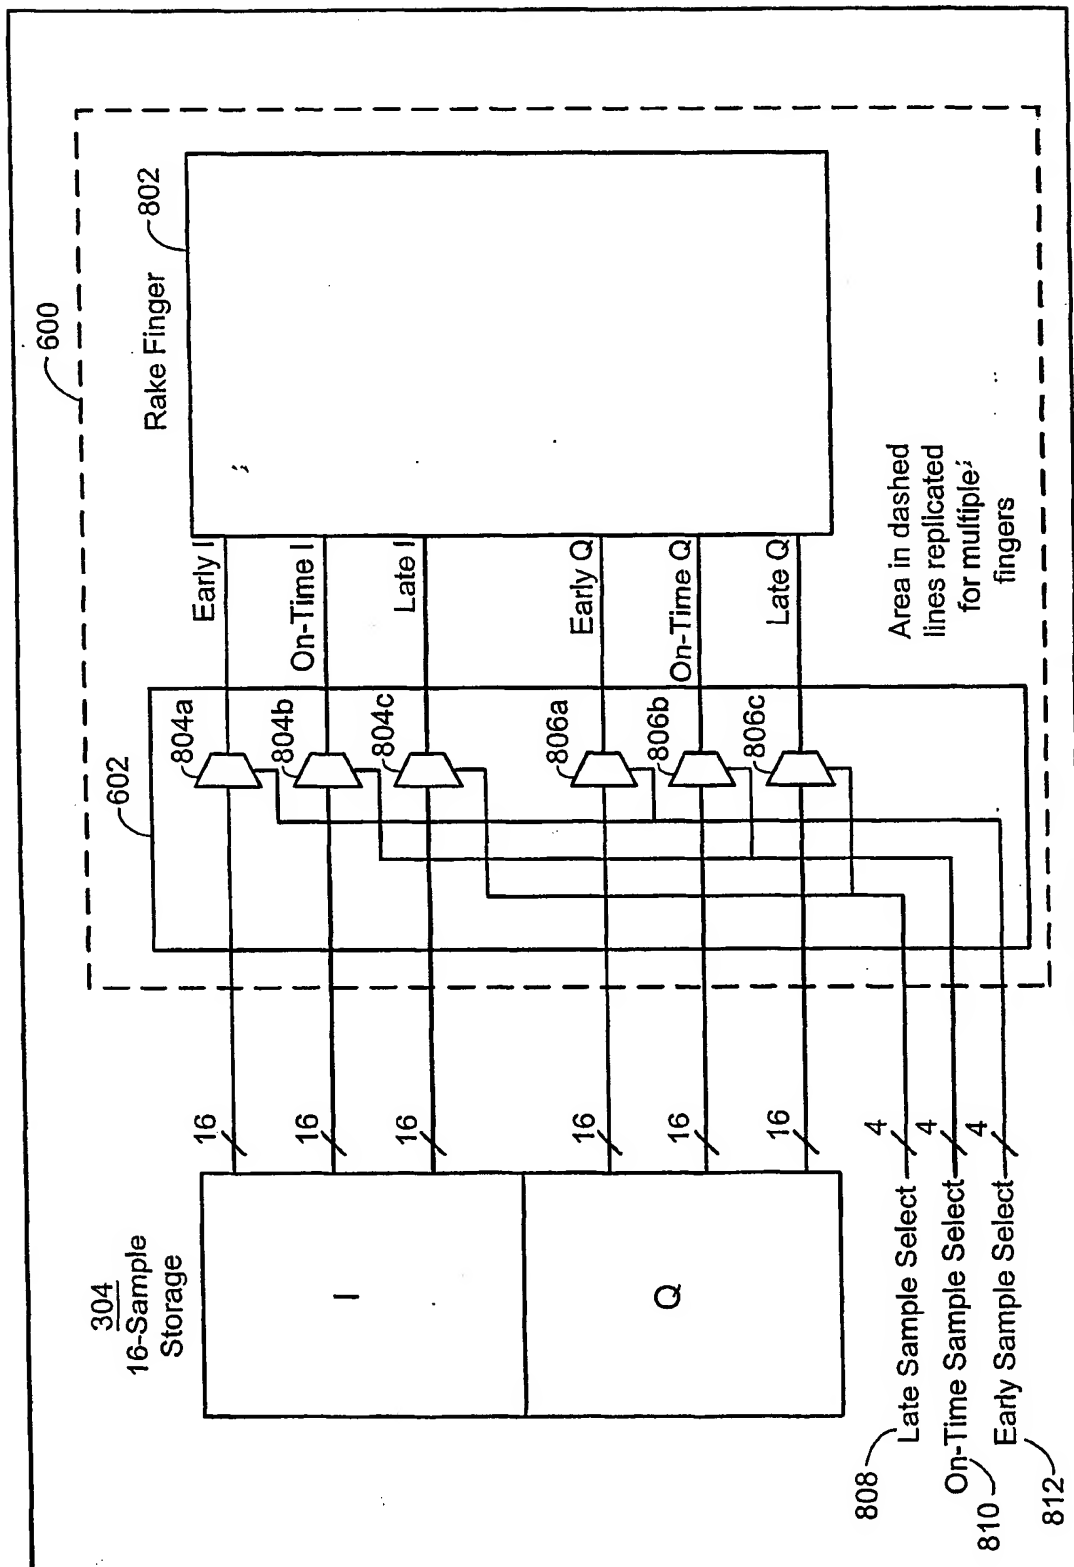 600
Rake Finger
802
602
804a
804b
804c
806a
806b
806c
Early I
On-Time I
Late I
Early Q
On-Time Q
Late Q
Area in dashed
lines replicated
for multiple
fingers
304
16-Sample
Storage
I
Q
16
16
16
16
16
16
808
Late Sample Select
4
810
On-Time Sample Select
4
812
Early Sample Select
4